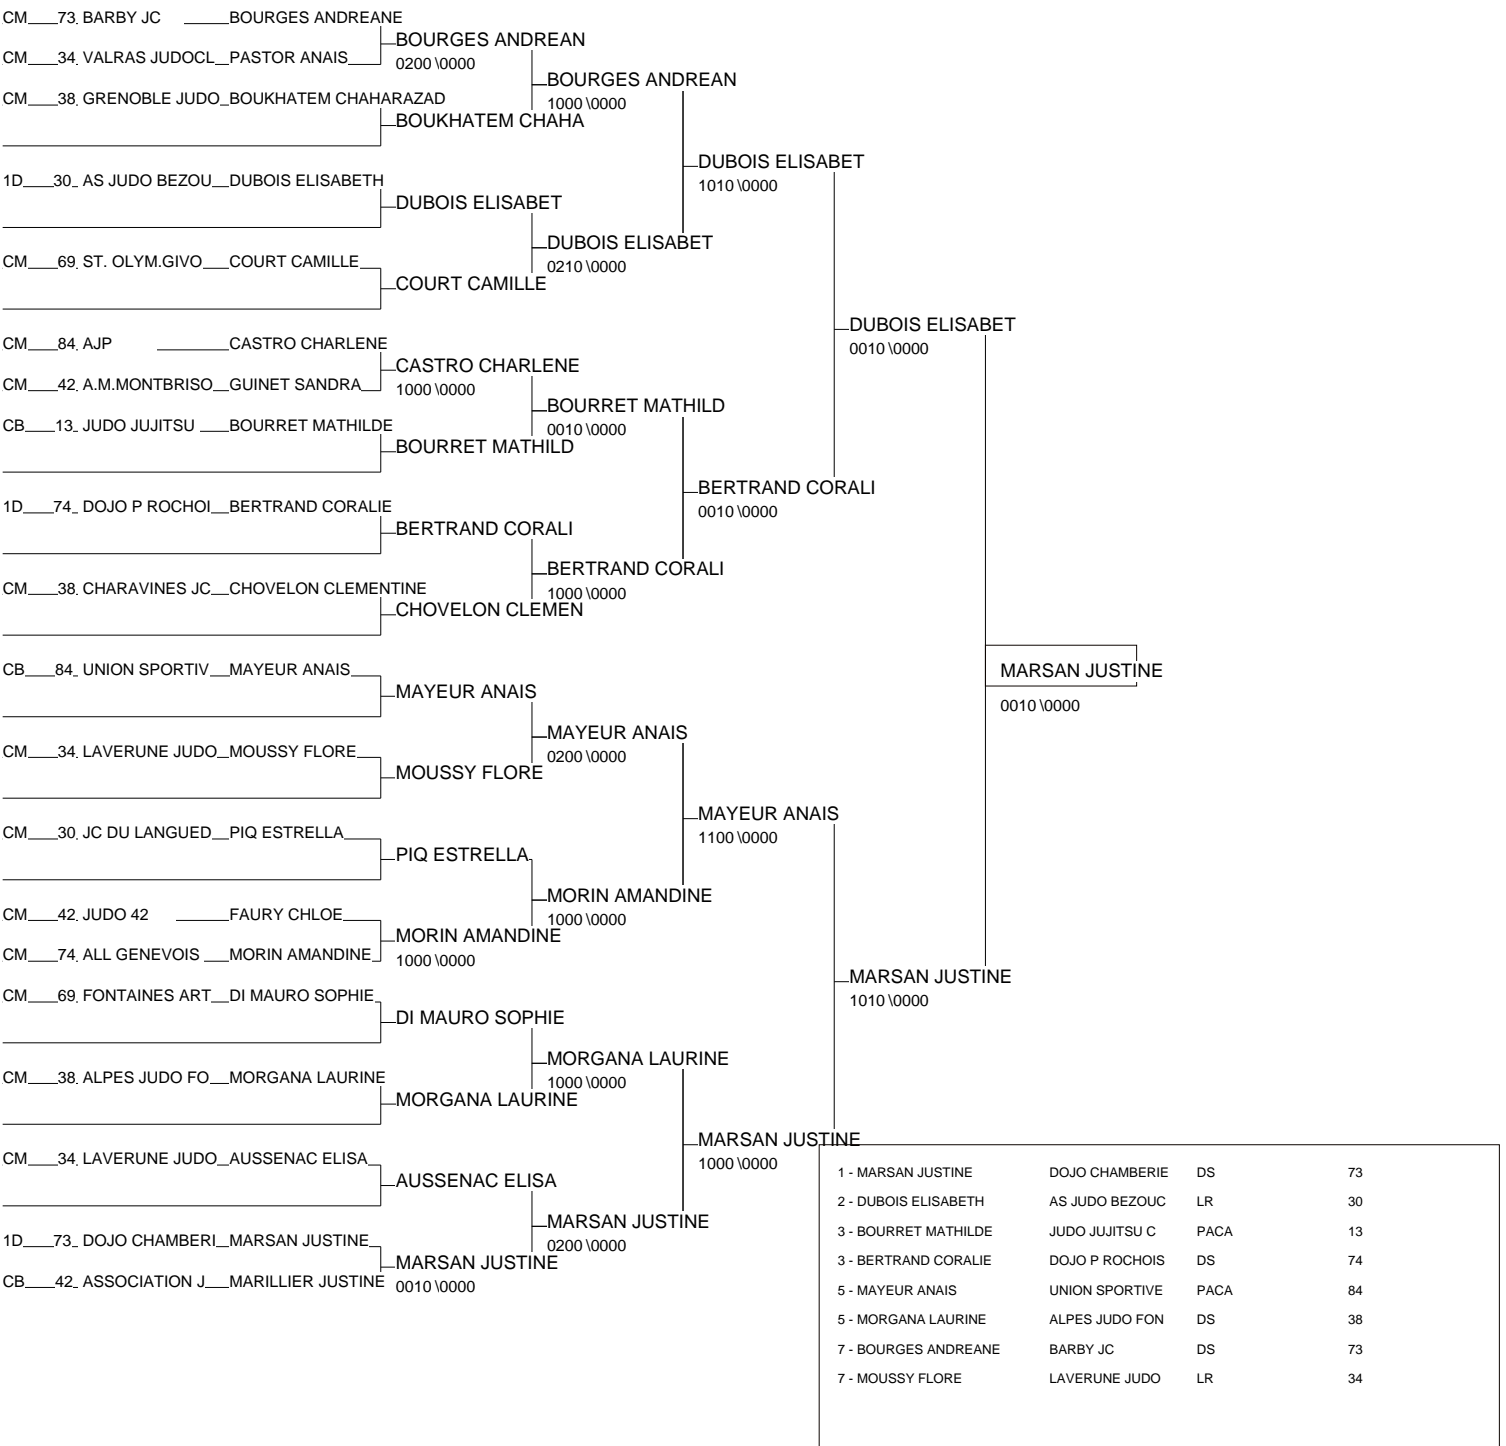 CM 73 BARBY JC BOURGES ANDREANE
BOURGES ANDREAN
CM 34 VALRAS JUDOCL PASTOR ANAIS
0200 \0000
BOURGES ANDREAN
CM 38 GRENOBLE JUDO BOUKHATEM CHAHARAZAD
1000 \0000
BOUKHATEM CHAHA
DUBOIS ELISABET
1D 30 AS JUDO BEZOU DUBOIS ELISABETH
1010 \0000
DUBOIS ELISABET
DUBOIS ELISABET
CM 69 ST. OLYM.GIVO COURT CAMILLE
0210 \0000
COURT CAMILLE
DUBOIS ELISABET
CM 84 AJP CASTRO CHARLENE
0010 \0000
CASTRO CHARLENE
CM 42 A.M.MONTBRISO GUINET SANDRA
1000 \0000
BOURRET MATHILD
CB 13 JUDO JUJITSU BOURRET MATHILDE
0010 \0000
BOURRET MATHILD
BERTRAND CORALI
1D 74 DOJO P ROCHOI BERTRAND CORALIE
0010 \0000
BERTRAND CORALI
BERTRAND CORALI
CM 38 CHARAVINES JC CHOVELON CLEMENTINE
1000 \0000
CHOVELON CLEMEN
CB 84 UNION SPORTIV MAYEUR ANAIS
MARSAN JUSTINE
MAYEUR ANAIS
0010 \0000
MAYEUR ANAIS
CM 34 LAVERUNE JUDO MOUSSY FLORE
0200 \0000
MOUSSY FLORE
MAYEUR ANAIS
CM 30 JC DU LANGUED PIQ ESTRELLA
1100 \0000
PIQ ESTRELLA
MORIN AMANDINE
CM 42 JUDO 42 FAURY CHLOE
1000 \0000
MORIN AMANDINE
CM 74 ALL GENEVOIS MORIN AMANDINE
1000 \0000
MARSAN JUSTINE
CM 69 FONTAINES ART DI MAURO SOPHIE
1010 \0000
DI MAURO SOPHIE
MORGANA LAURINE
CM 38 ALPES JUDO FO MORGANA LAURINE
1000 \0000
MORGANA LAURINE
MARSAN JUSTINE
CM 34 LAVERUNE JUDO AUSSENAC ELISA
1000 \0000
AUSSENAC ELISA
MARSAN JUSTINE
1D 73 DOJO CHAMBERI MARSAN JUSTINE
0200 \0000
MARSAN JUSTINE
CB 42 ASSOCIATION J MARILLIER JUSTINE
0010 \0000
1 - MARSAN JUSTINE DOJO CHAMBERIE DS 73
2 - DUBOIS ELISABETH AS JUDO BEZOUC LR 30
3 - BOURRET MATHILDE JUDO JUJITSU C PACA 13
3 - BERTRAND CORALIE DOJO P ROCHOIS DS 74
5 - MAYEUR ANAIS UNION SPORTIVE PACA 84
5 - MORGANA LAURINE ALPES JUDO FON DS 38
7 - BOURGES ANDREANE BARBY JC DS 73
7 - MOUSSY FLORE LAVERUNE JUDO LR 34